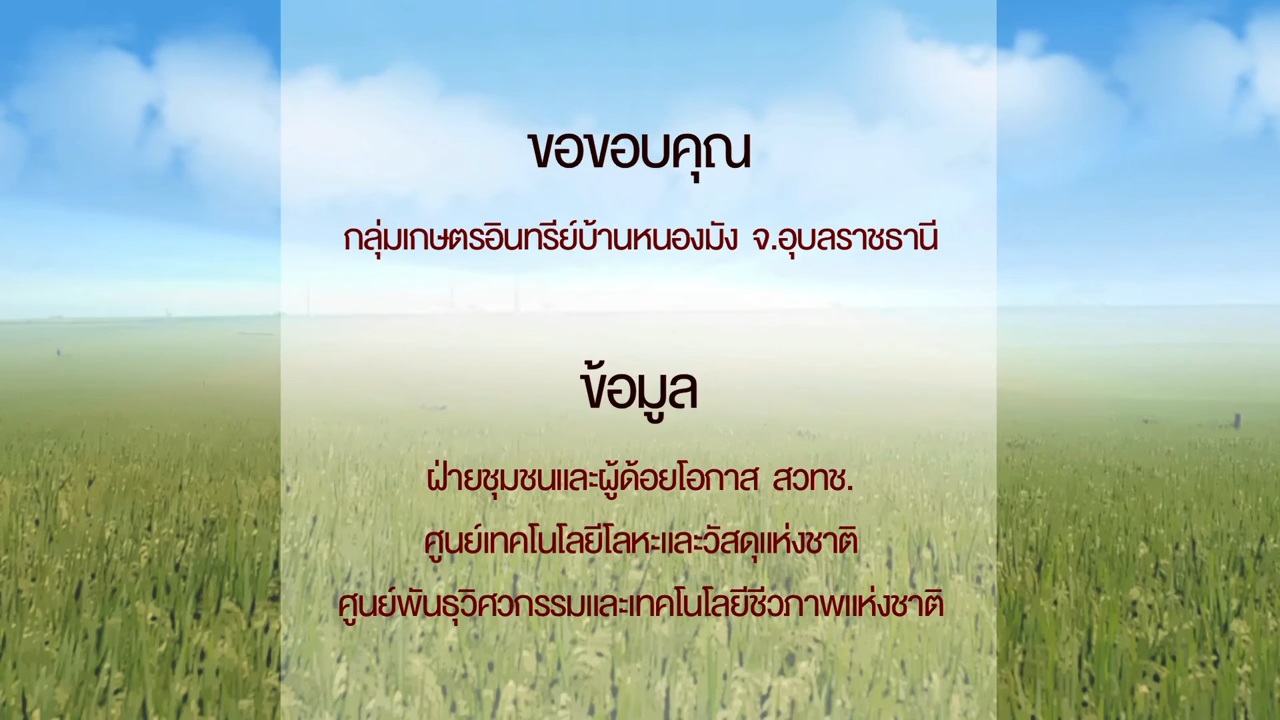 ขอขอบคุณ
กลุ่มเกษตรอินทรีย์บ้านหนองมัง จ.อุบลราชธานี
ข้อมูล
ฝ่ายชุมชนและผู้ด้อยโอกาส สวทช.
ศูนย์เทคโนโลยีโลหะและวัสดุแห่งชาติ
ศูนย์พันธุวิศวกรรมและเทคโนโลยีชีวภาพแห่งชาติ